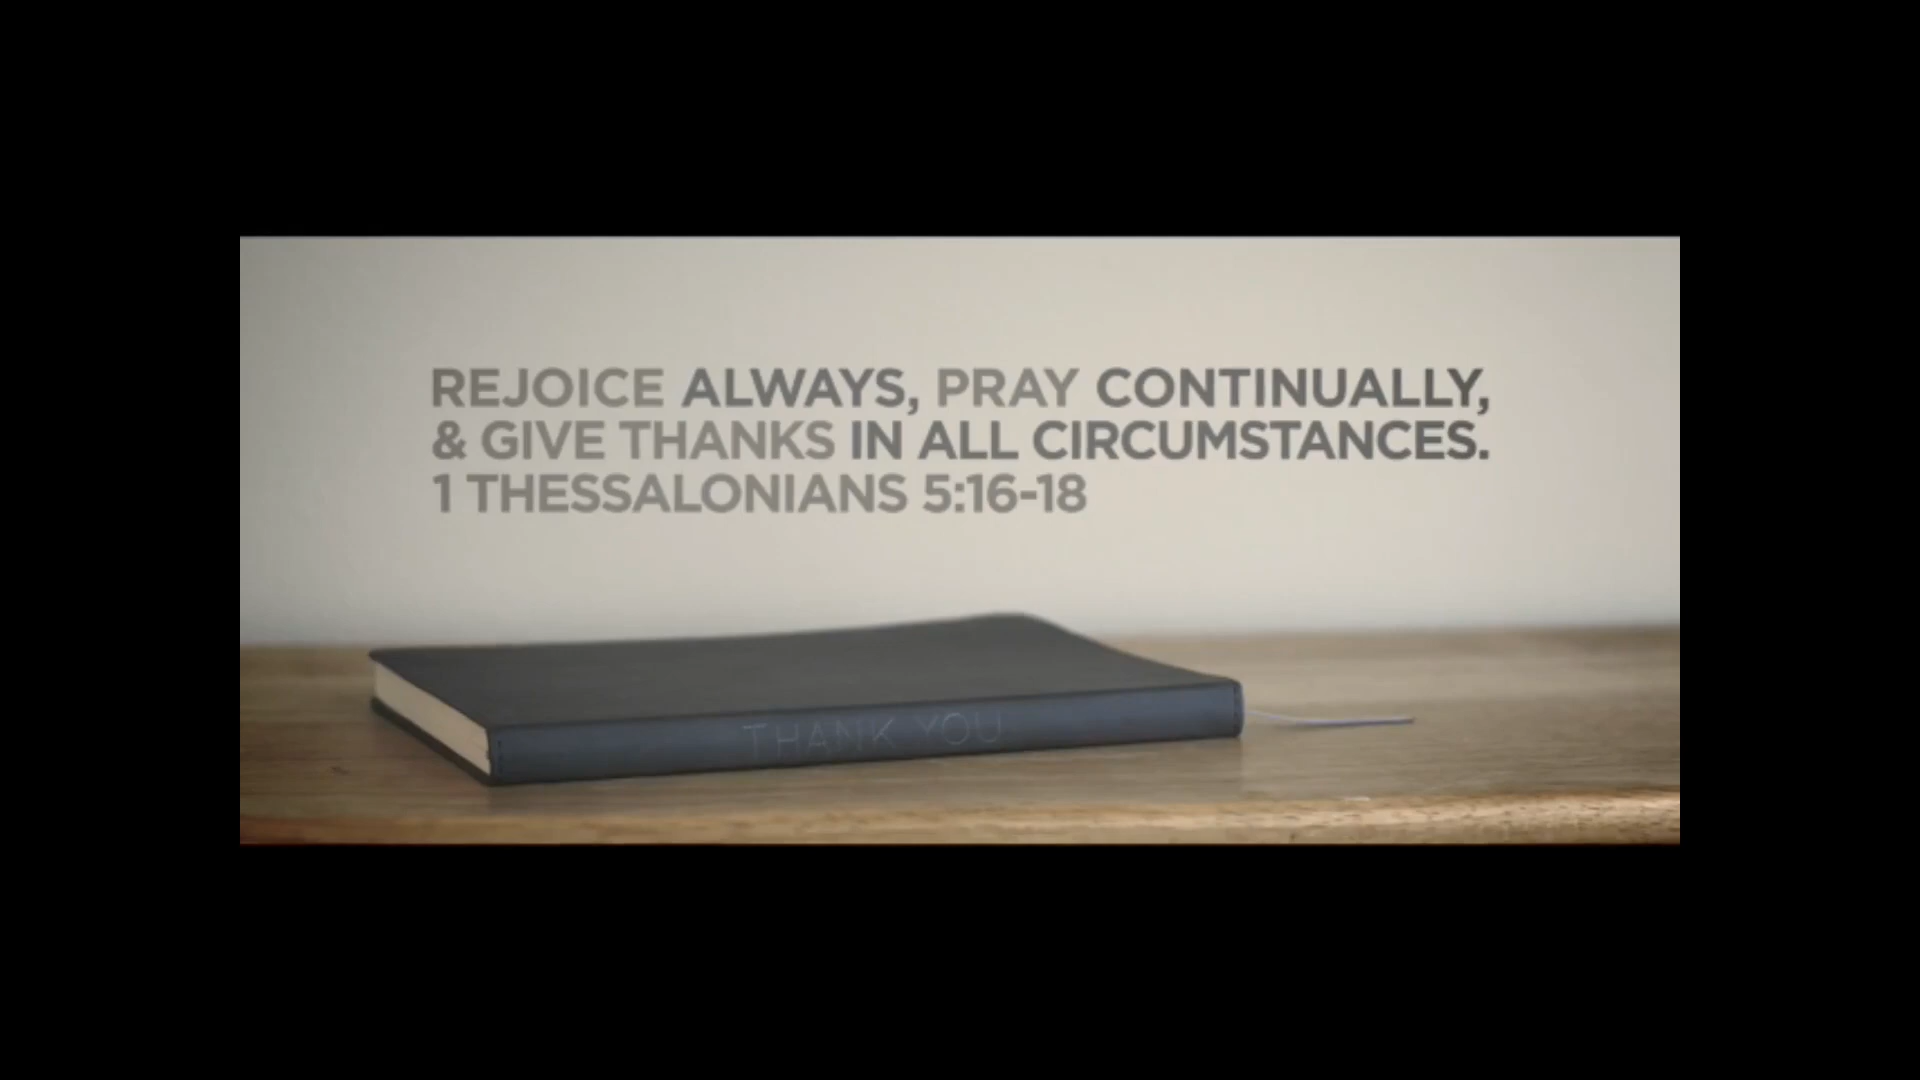 REJOICE ALWAYS, PRAY CONTINUALLY,
& GIVE THANKS IN ALL CIRCUMSTANCES.
1 THESSALONIANS 5:16-18
THANK YOU